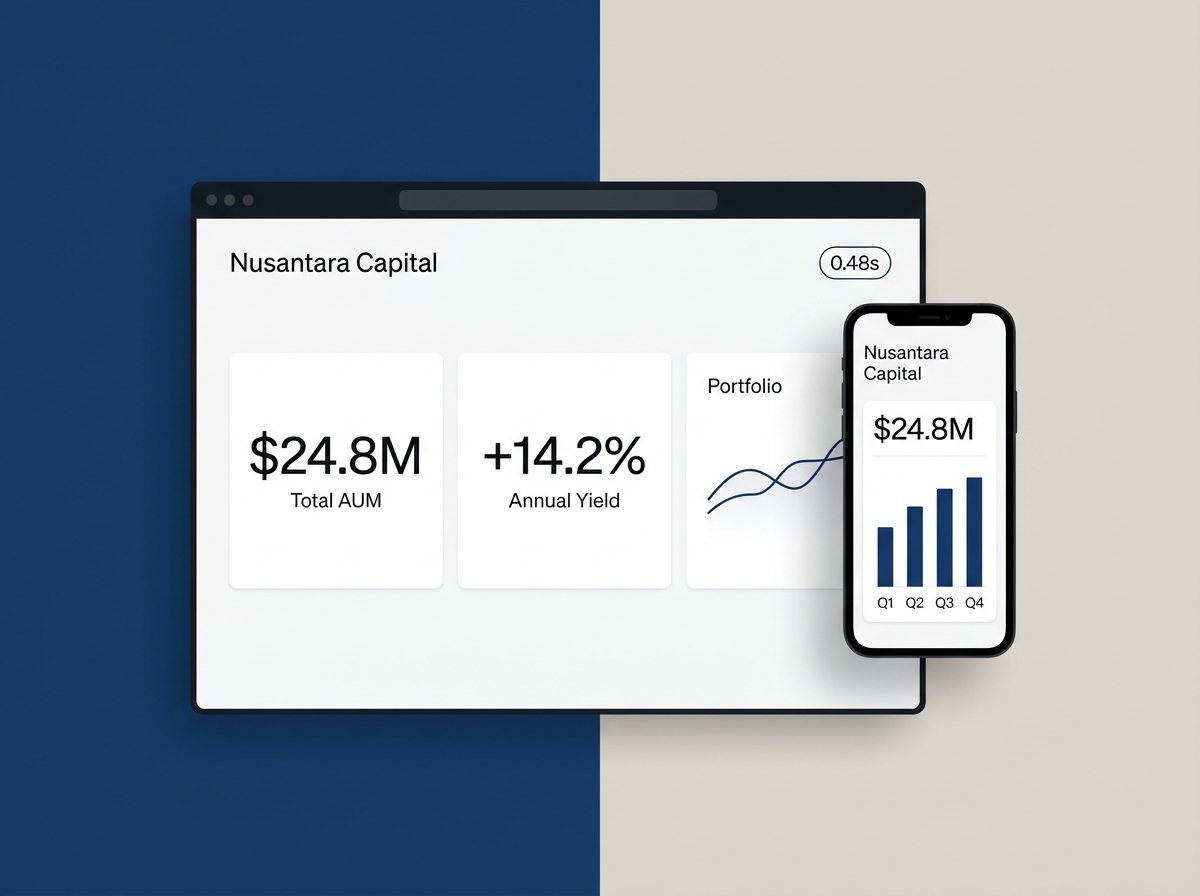 Nusantara Capital
0.48s
$24.8M
Total AUM
+14.2%
Annual Yield
Portfolio
Nusantara
Capital
$24.8M
Q1 Q2 Q3 Q4